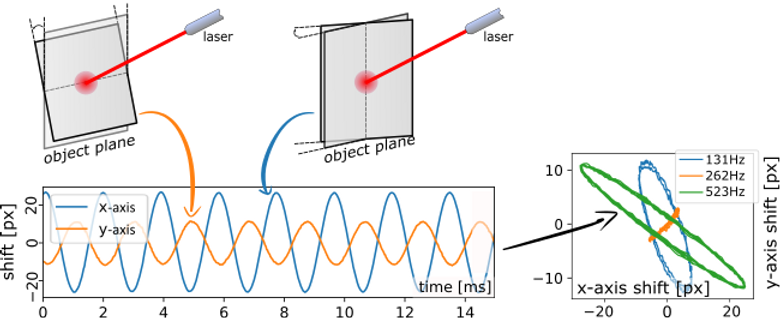 laser
laser
object plane
object plane
x-axis
y-axis
shift [px]
20
0
−20
0
2
4
6
8
10
12
14
time [ms]
131Hz
262Hz
523Hz
10
0
−10
−20
0
20
x-axis shift [px]
y-axis shift [px]